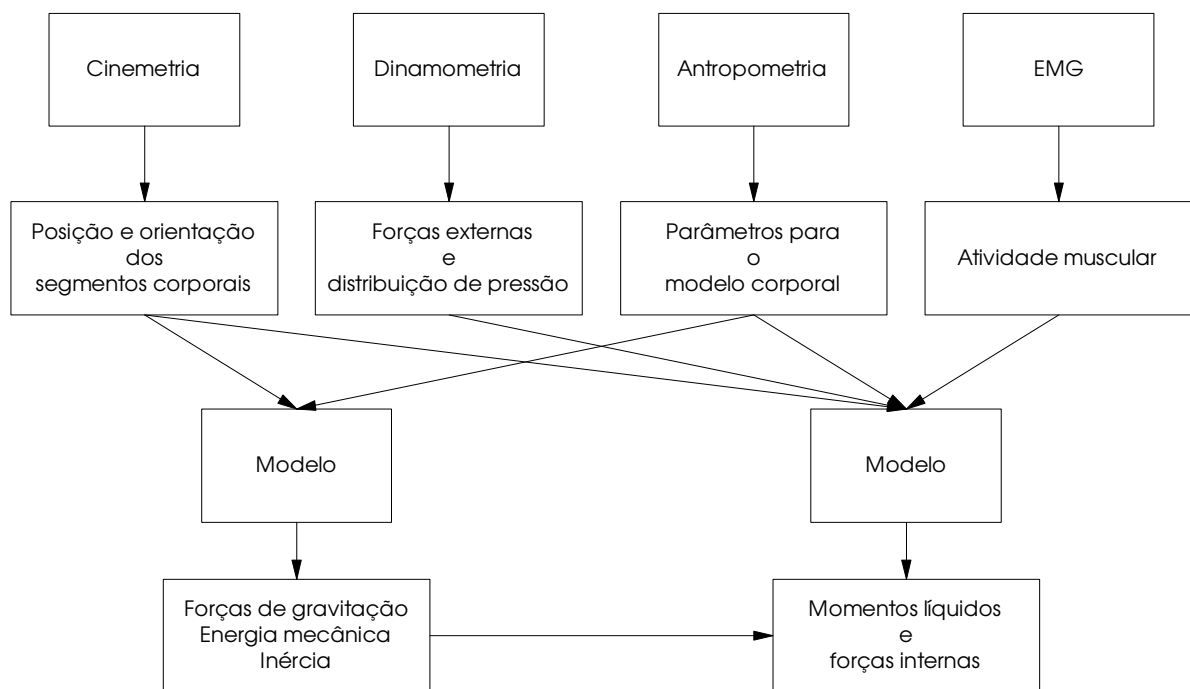 Cinemetria
Dinamometria
Antropometria
EMG
Posição e orientação
dos
segmentos corporais
Forças externas
e
distribuição de pressão
Parâmetros para
o
modelo corporal
Atividade muscular
Modelo
Modelo
Forças de gravitação
Energia mecânica
Inércia
Momentos líquidos
e
forças internas